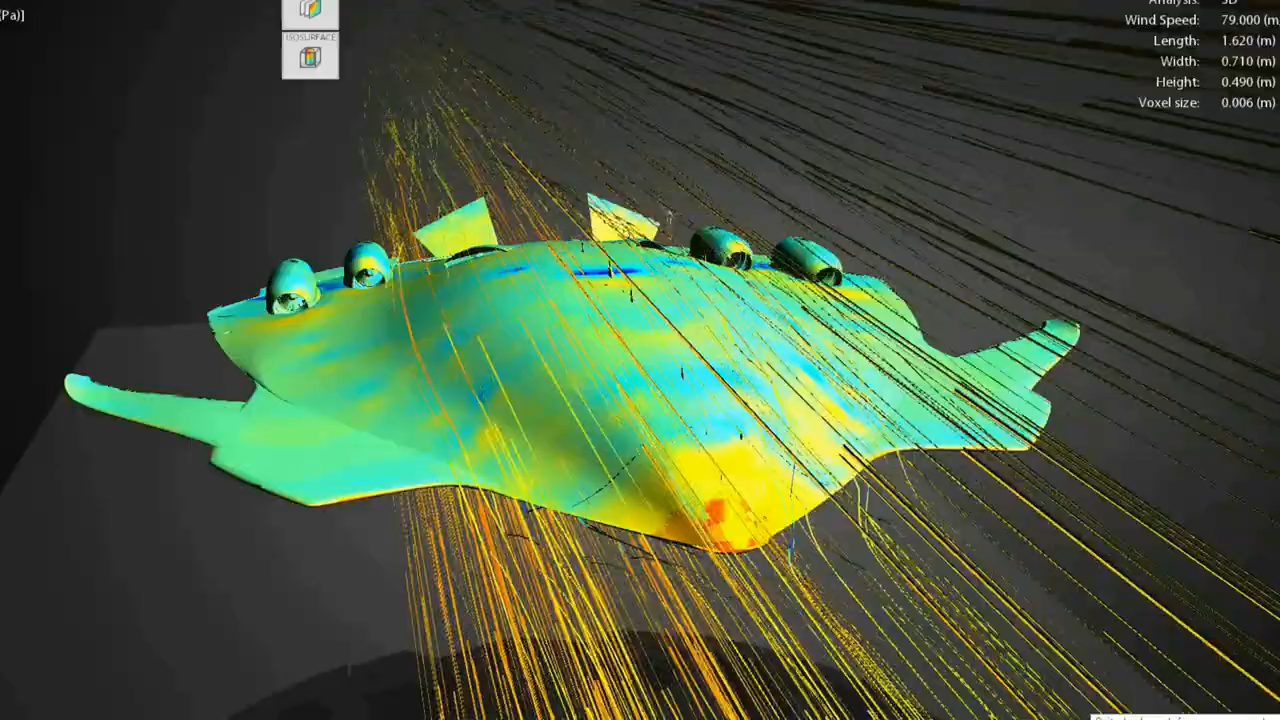 (Pa)]
ISOSURFACE
Analysis: 3D
Wind Speed: 79.000 (m
Length: 1.620 (m)
Width: 0.710 (m)
Height: 0.490 (m)
Voxel size: 0.006 (m)